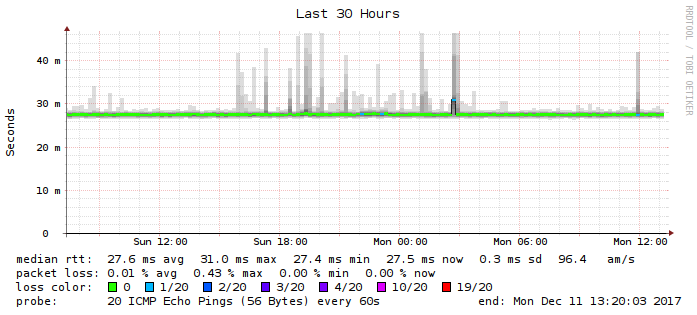 Last 30 Hours
RRDTOOL / TOBI OETIKER
Seconds
40 m
30 m
20 m
10 m
0
Sun 12:00 Sun 18:00 Mon 00:00 Mon 06:00 Mon 12:00
median rtt: 27.6 ms avg 31.0 ms max 27.4 ms min 27.5 ms now 0.3 ms sd 96.4 am/s
packet loss: 0.01 % avg 0.43 % max 0.00 % min 0.00 % now
loss color: 0 1/20 2/20 3/20 4/20 10/20 19/20
probe: 20 ICMP Echo Pings (56 Bytes) every 60s end: Mon Dec 11 13:20:03 2017